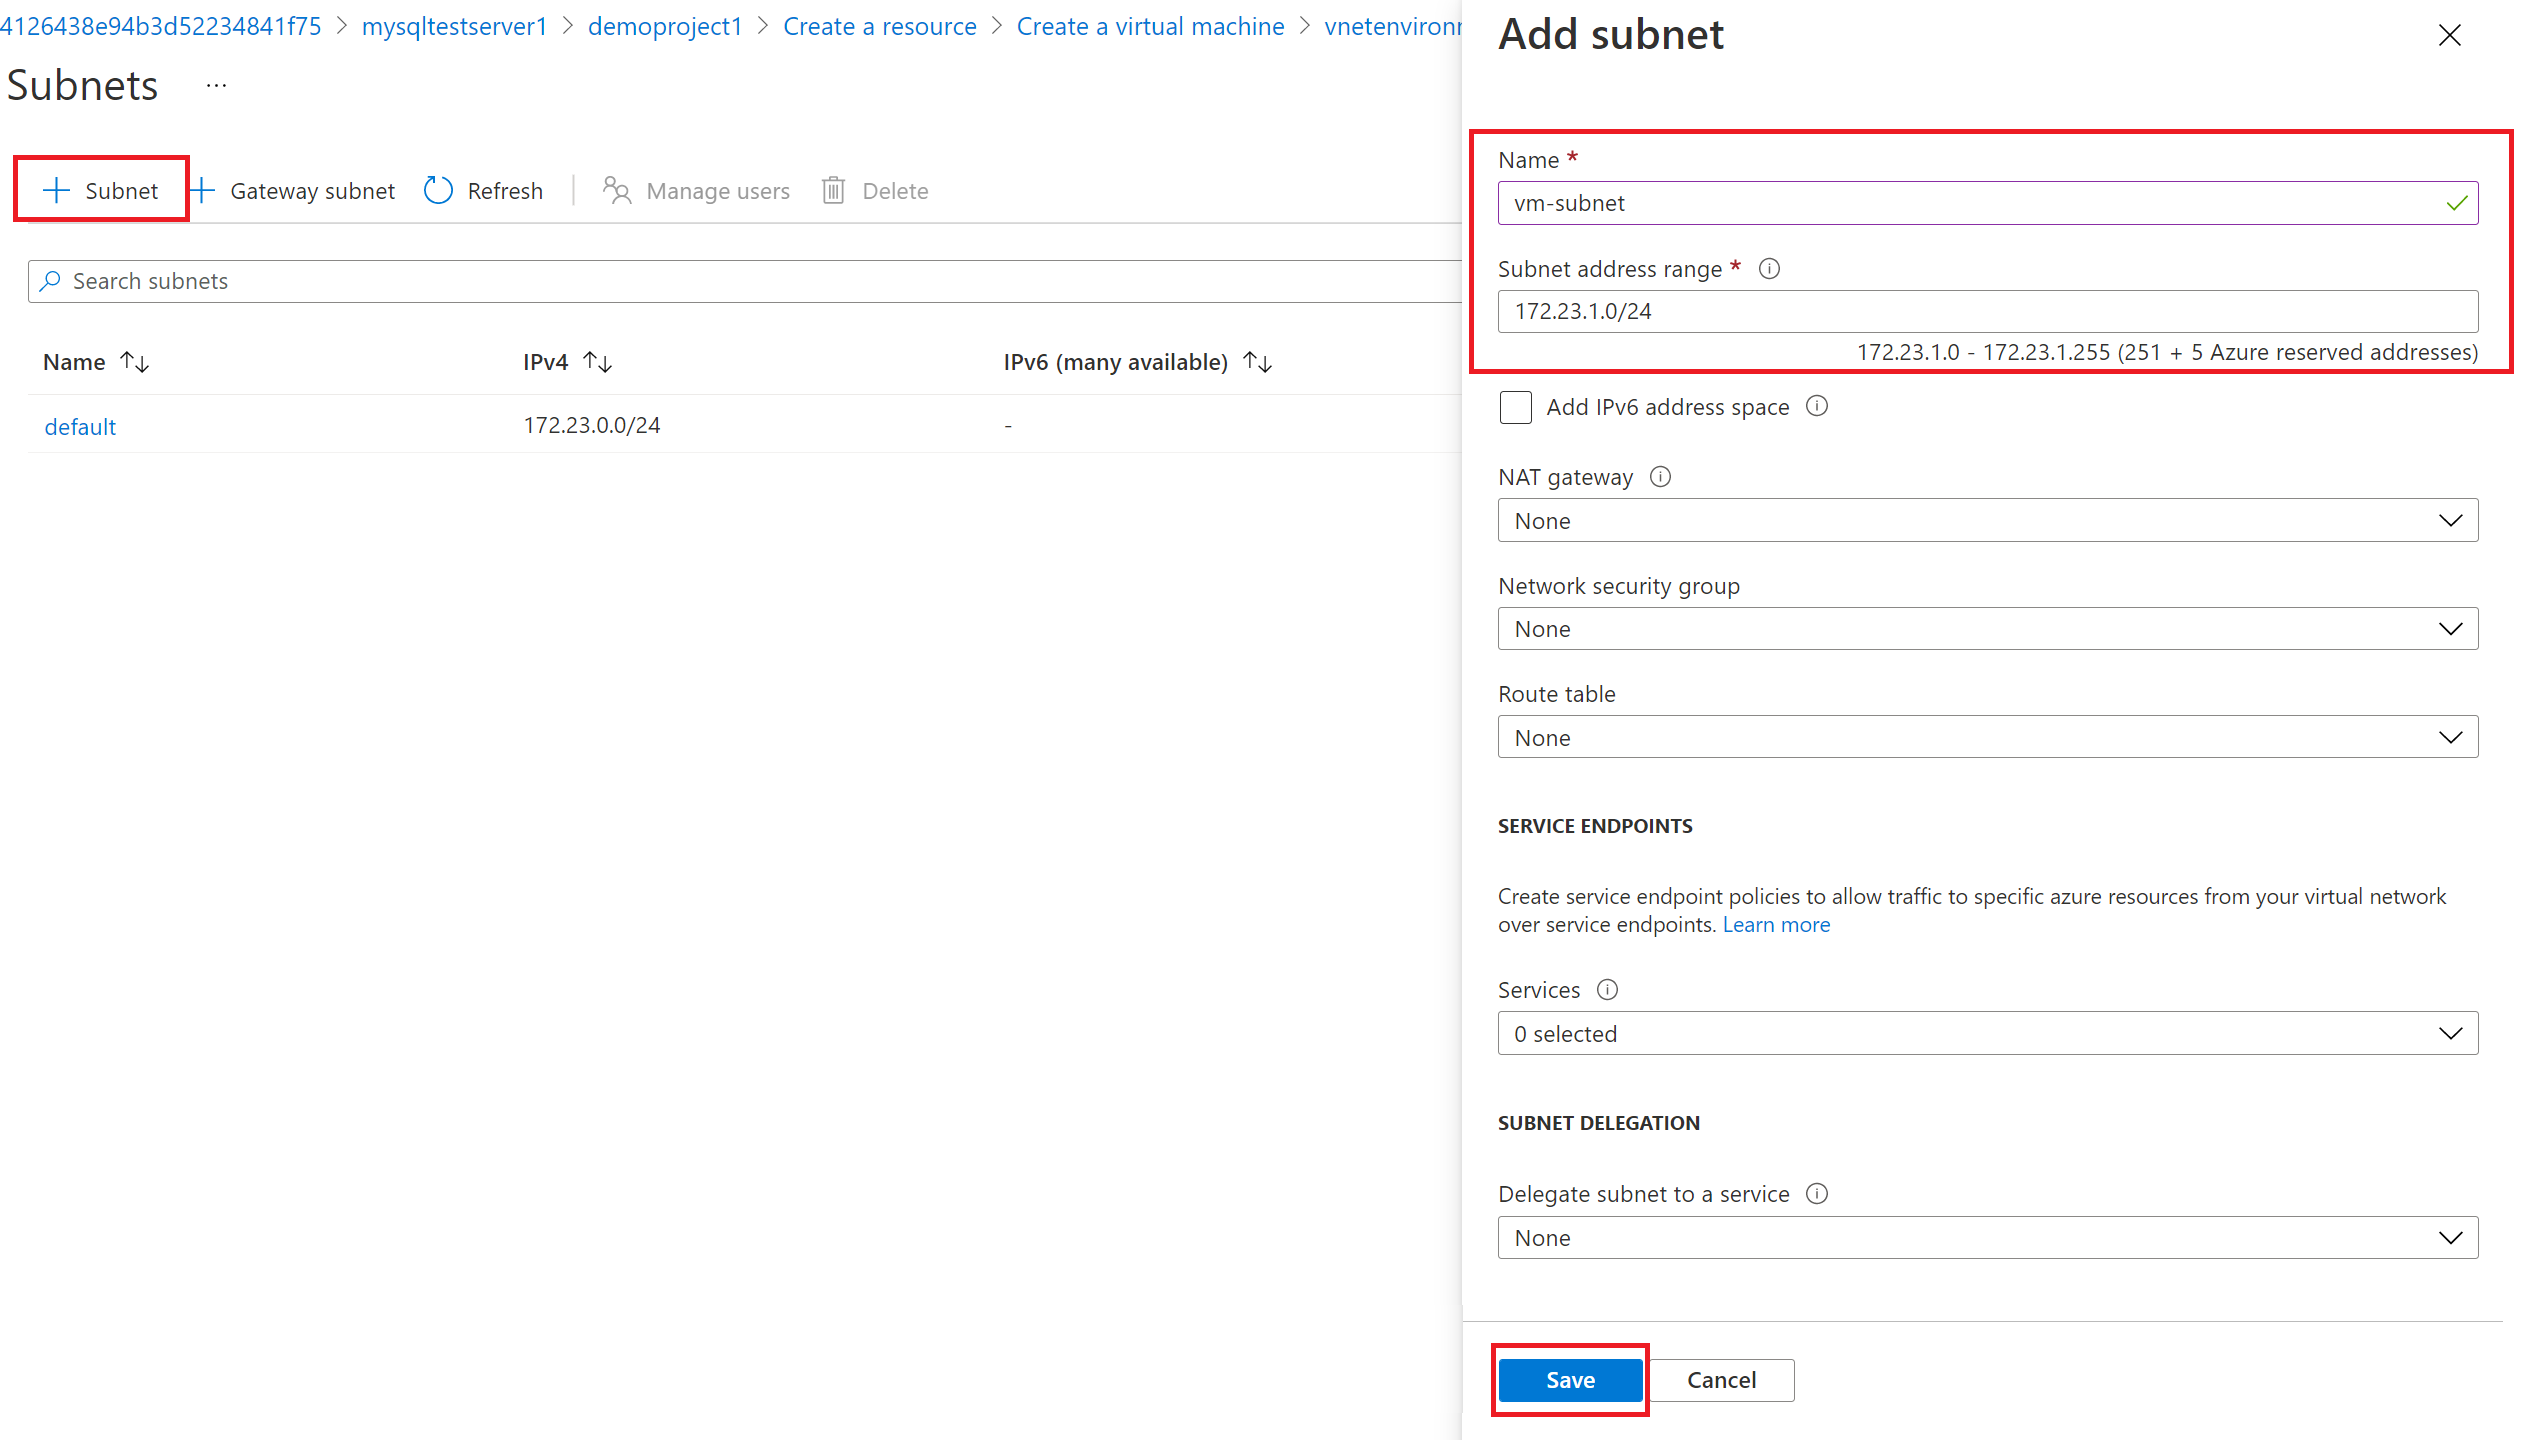 4126438e94b3d52234841f75 > mysqltestserver1 > demoproject1 > Create a resource > Create a virtual machine >
Subnets ...
+ Subnet + Gateway subnet Refresh Manage users Delete
Search subnets
Name IPv4 IPv6 (many available)
default 172.23.0.0/24 -
Add subnet
Name *
vm-subnet
Subnet address range *
172.23.1.0/24
172.23.1.0 - 172.23.1.255 (251 + 5 Azure reserved addresses)
Add IPv6 address space
NAT gateway
None
Network security group
None
Route table
None
SERVICE ENDPOINTS
Create service endpoint policies to allow traffic to specific azure resources from your virtual network
over service endpoints. Learn more
Services
0 selected
SUBNET DELEGATION
Delegate subnet to a service
None
Save Cancel